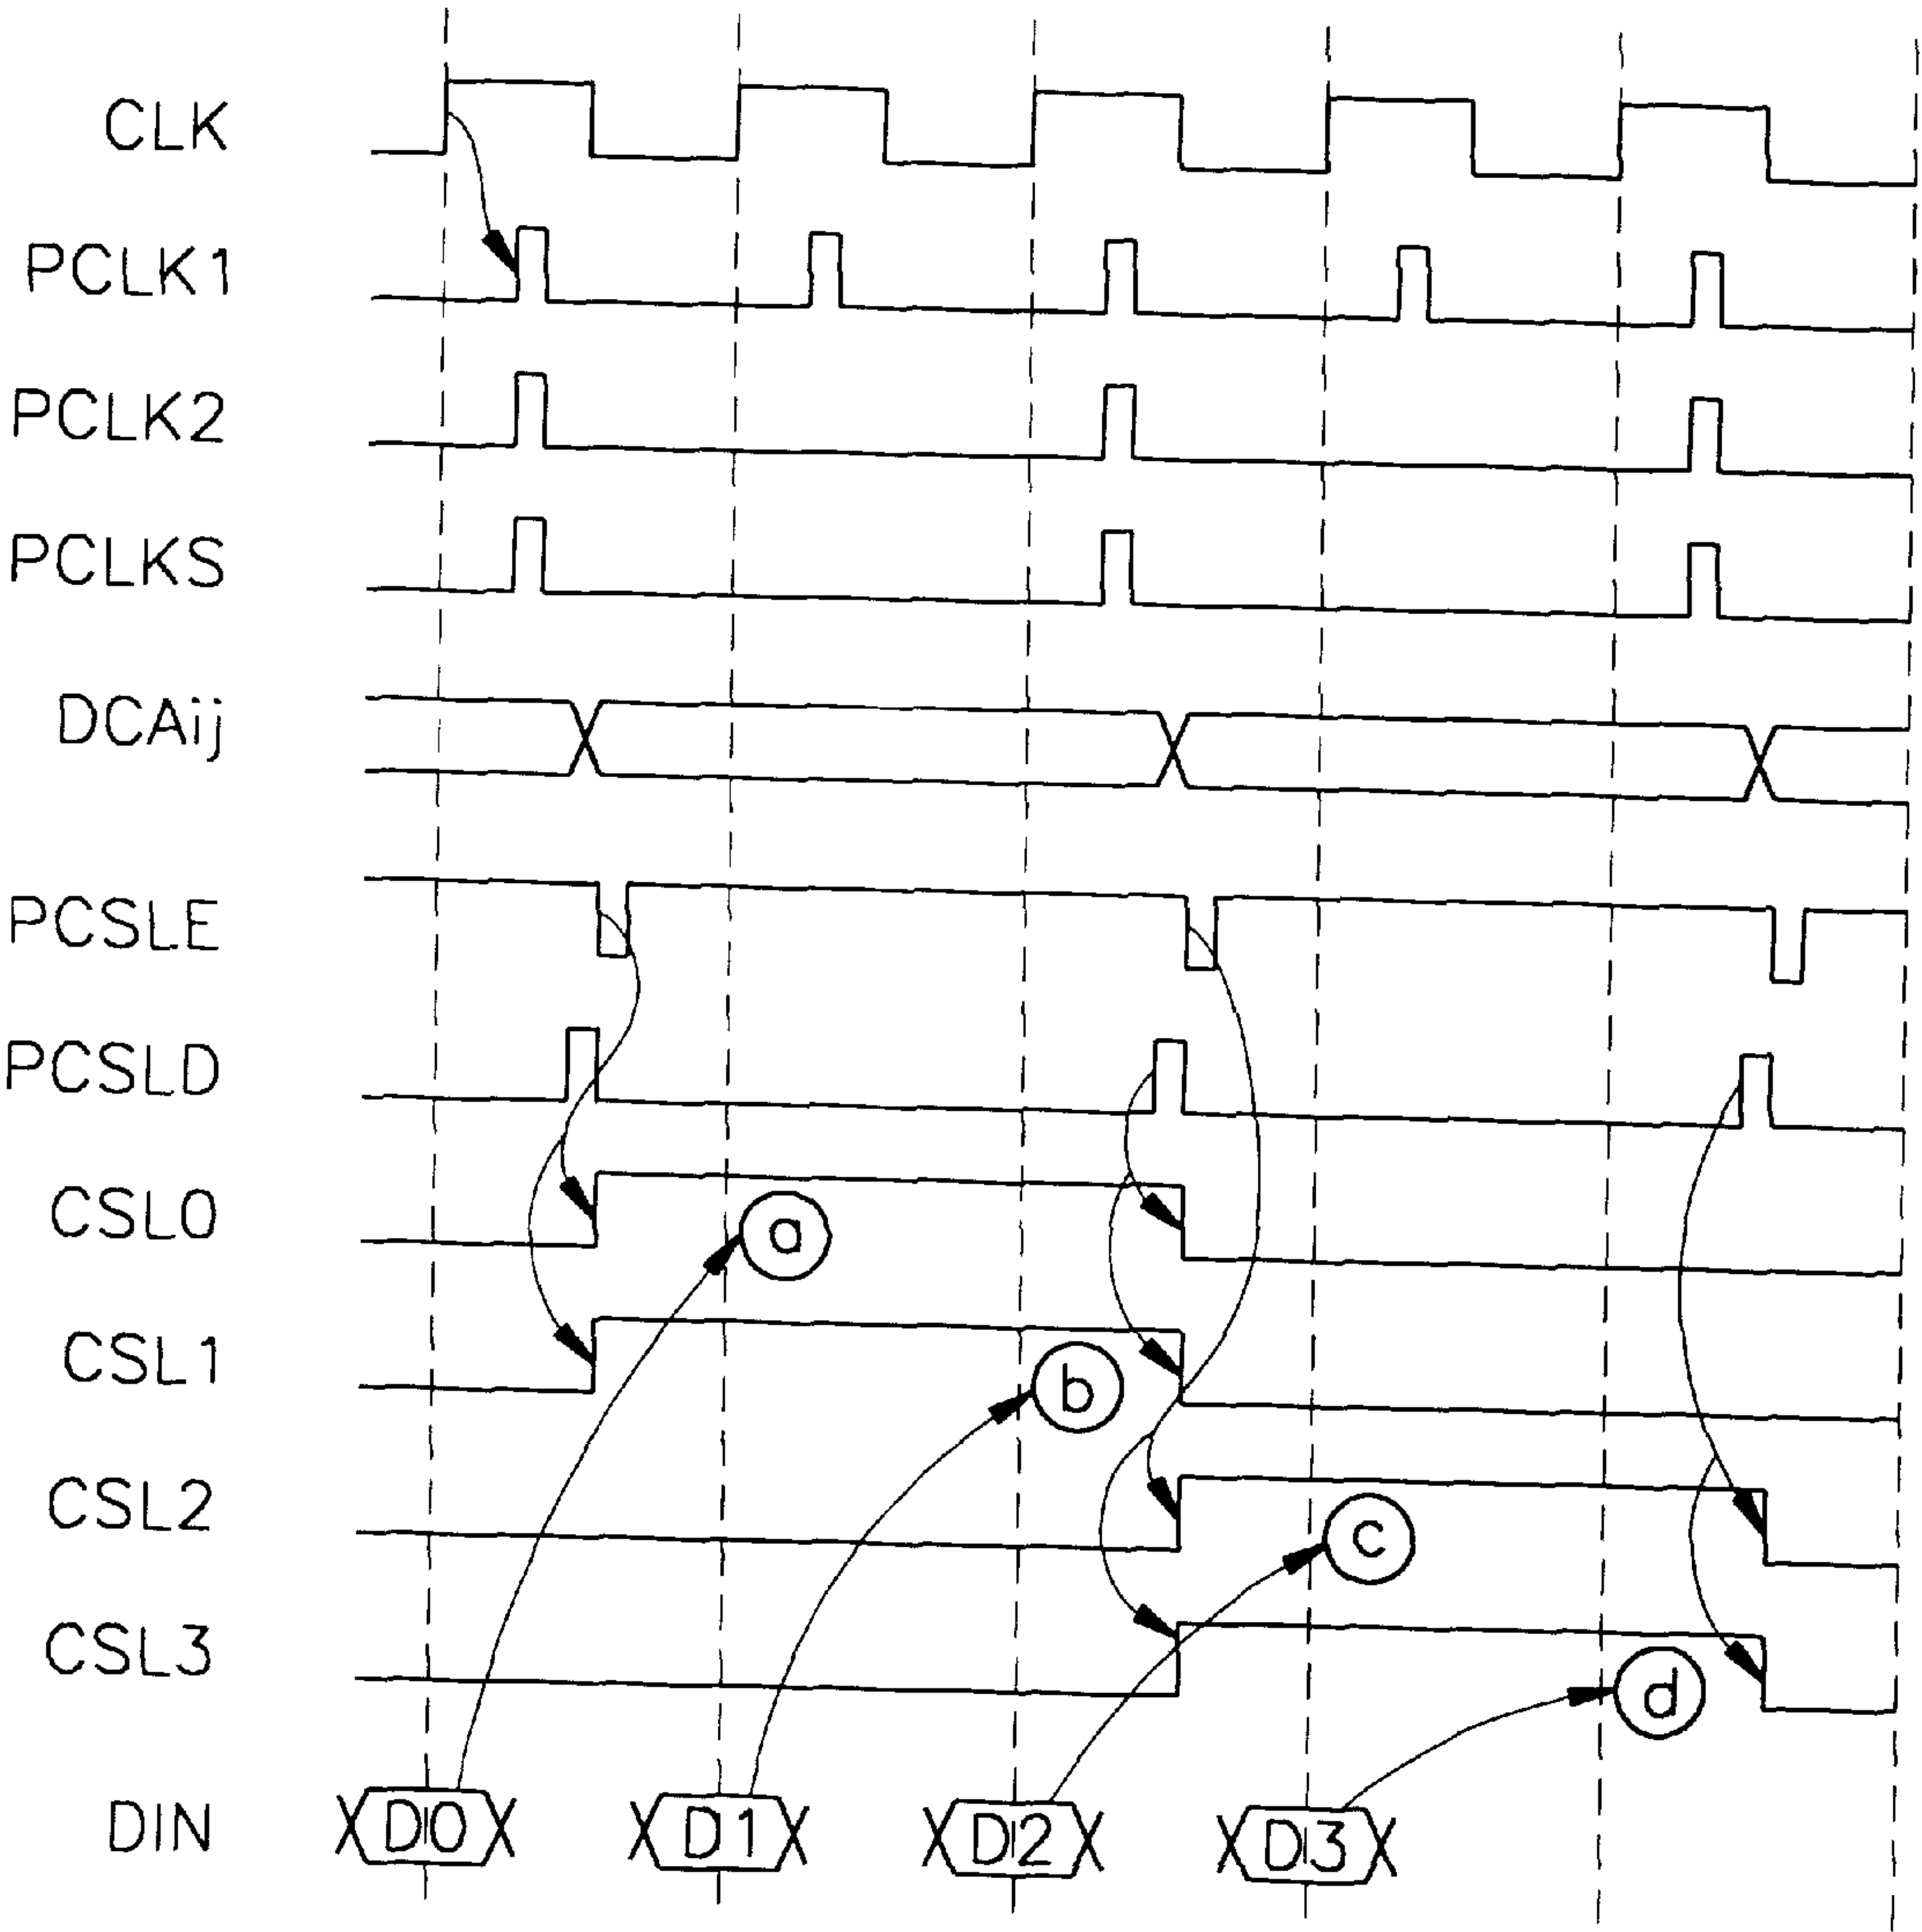 CLK
PCLK1
PCLK2
PCLKS
DCAij
PCSLE
PCSLD
CSL0
a
CSL1
b
CSL2
c
CSL3
d
DIN D0 D1 D2 D3